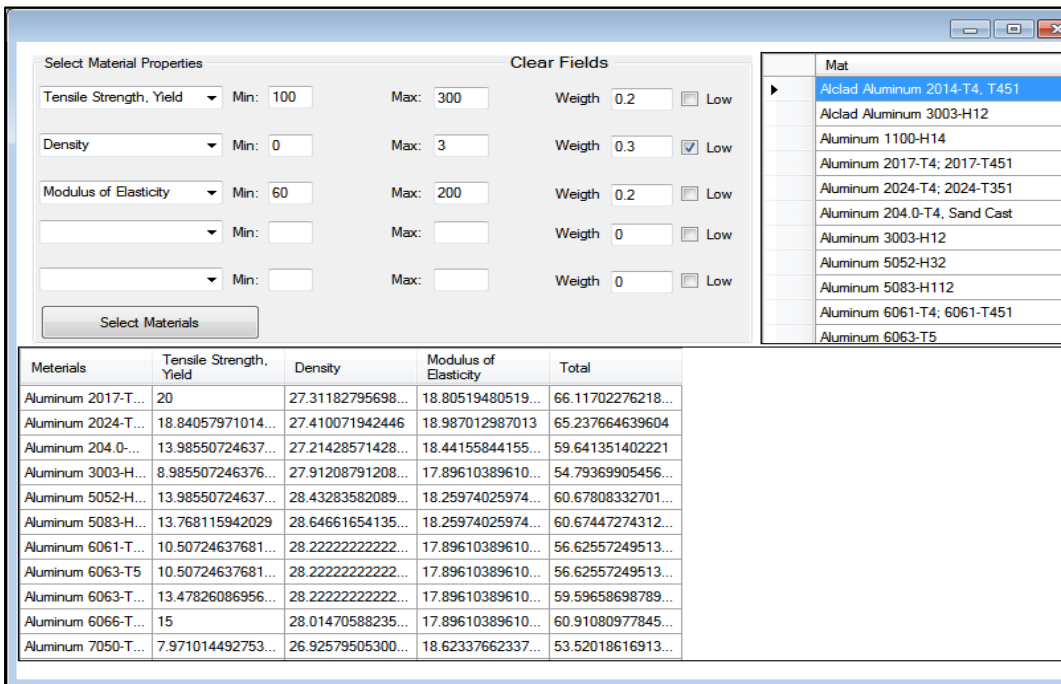 Select Material Properties Clear Fields
Tensile Strength, Yield Min: 100 Max: 300 Weigth 0.2 Low
Density Min: 0 Max: 3 Weigth 0.3 Low
Modulus of Elasticity Min: 60 Max: 200 Weigth 0.2 Low
Min: Max: Weigth 0 Low
Min: Max: Weigth 0 Low
Select Materials
Mat
Alclad Aluminum 2014-T4, T451
Alclad Aluminum 3003-H12
Aluminum 1100-H14
Aluminum 2017-T4; 2017-T451
Aluminum 2024-T4; 2024-T351
Aluminum 204.0-T4, Sand Cast
Aluminum 3003-H12
Aluminum 5052-H32
Aluminum 5083-H112
Aluminum 6061-T4; 6061-T451
Aluminum 6063-T5
Meterials Tensile Strength, Yield Density Modulus of Elasticity Total
Aluminum 2017-T... 20 27.31182795698... 18.80519480519... 66.11702276218...
Aluminum 2024-T... 18.84057971014... 27.410071942446 18.987012987013 65.237664639604
Aluminum 204.0-... 13.98550724637... 27.21428571428... 18.44155844155... 59.641351402221
Aluminum 3003-H... 8.985507246376... 27.91208791208... 17.89610389610... 54.79369905456...
Aluminum 5052-H... 13.98550724637... 28.43283582089... 18.25974025974... 60.67808332701...
Aluminum 5083-H... 13.768115942029 28.64661654135... 18.25974025974... 60.67447274312...
Aluminum 6061-T... 10.50724637681... 28.22222222222... 17.89610389610... 56.62557249513...
Aluminum 6063-T5 10.50724637681... 28.22222222222... 17.89610389610... 56.62557249513...
Aluminum 6063-T... 13.47826086956... 28.22222222222... 17.89610389610... 59.59658698789...
Aluminum 6066-T... 15 28.01470588235... 17.89610389610... 60.91080977845...
Aluminum 7050-T... 7.971014492753... 26.92579505300... 18.62337662337... 53.52018616913...